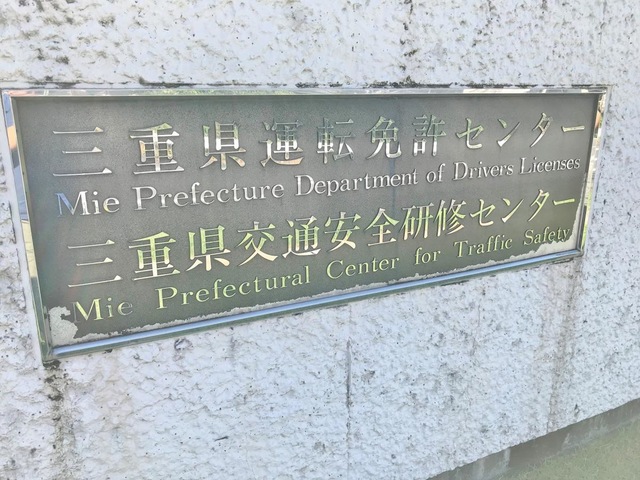 三重県運転免許センター
Mie Prefecture Department of Drivers Licenses
三重県交通安全研修センター
Mie Prefectural Center for Traffic Safety